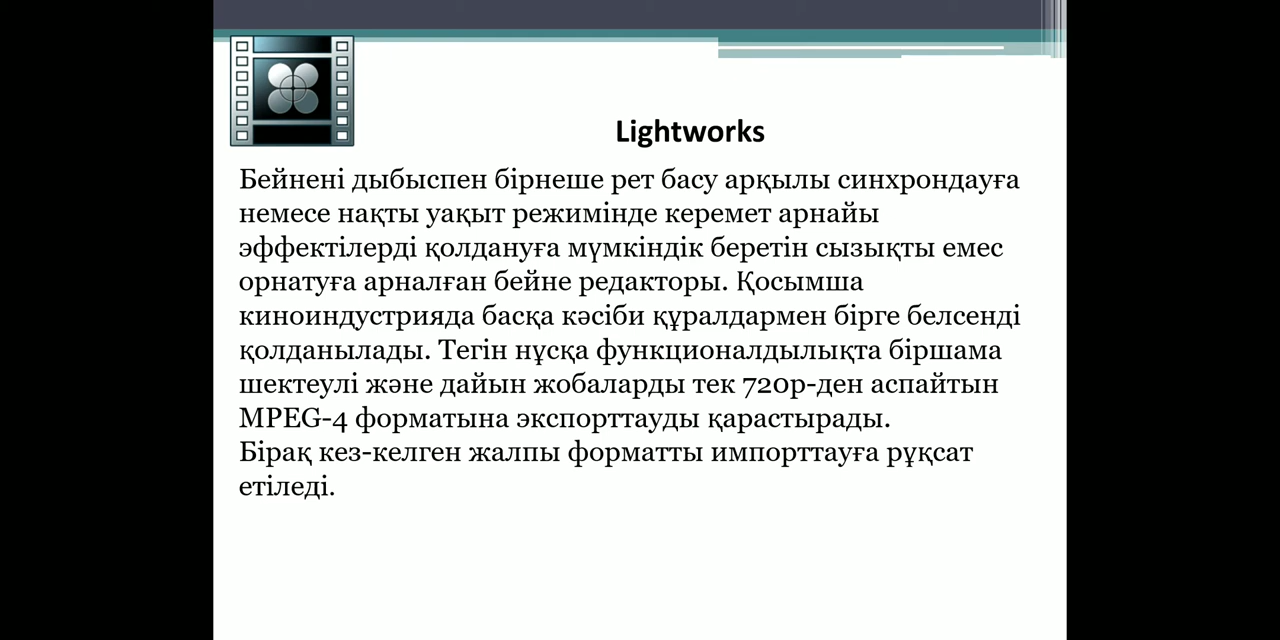 Lightworks
Бейнені дыбыспен бірнеше рет басу арқылы синхрондауға
немесе нақты уақыт режимінде керемет арнайы
эффектілерді қолдануға мүмкіндік беретін сызықты емес
орнатуға арналған бейне редакторы. Қосымша
киноиндустрияда басқа кәсіби құралдармен бірге белсенді
қолданылады. Тегін нұсқа функционалдылықта біршама
шектеулі және дайын жобаларды тек 720p-ден аспайтын
MPEG-4 форматына экспорттауды қарастырады.
Бірақ кез-келген жалпы форматты импорттауға рұқсат
етіледі.